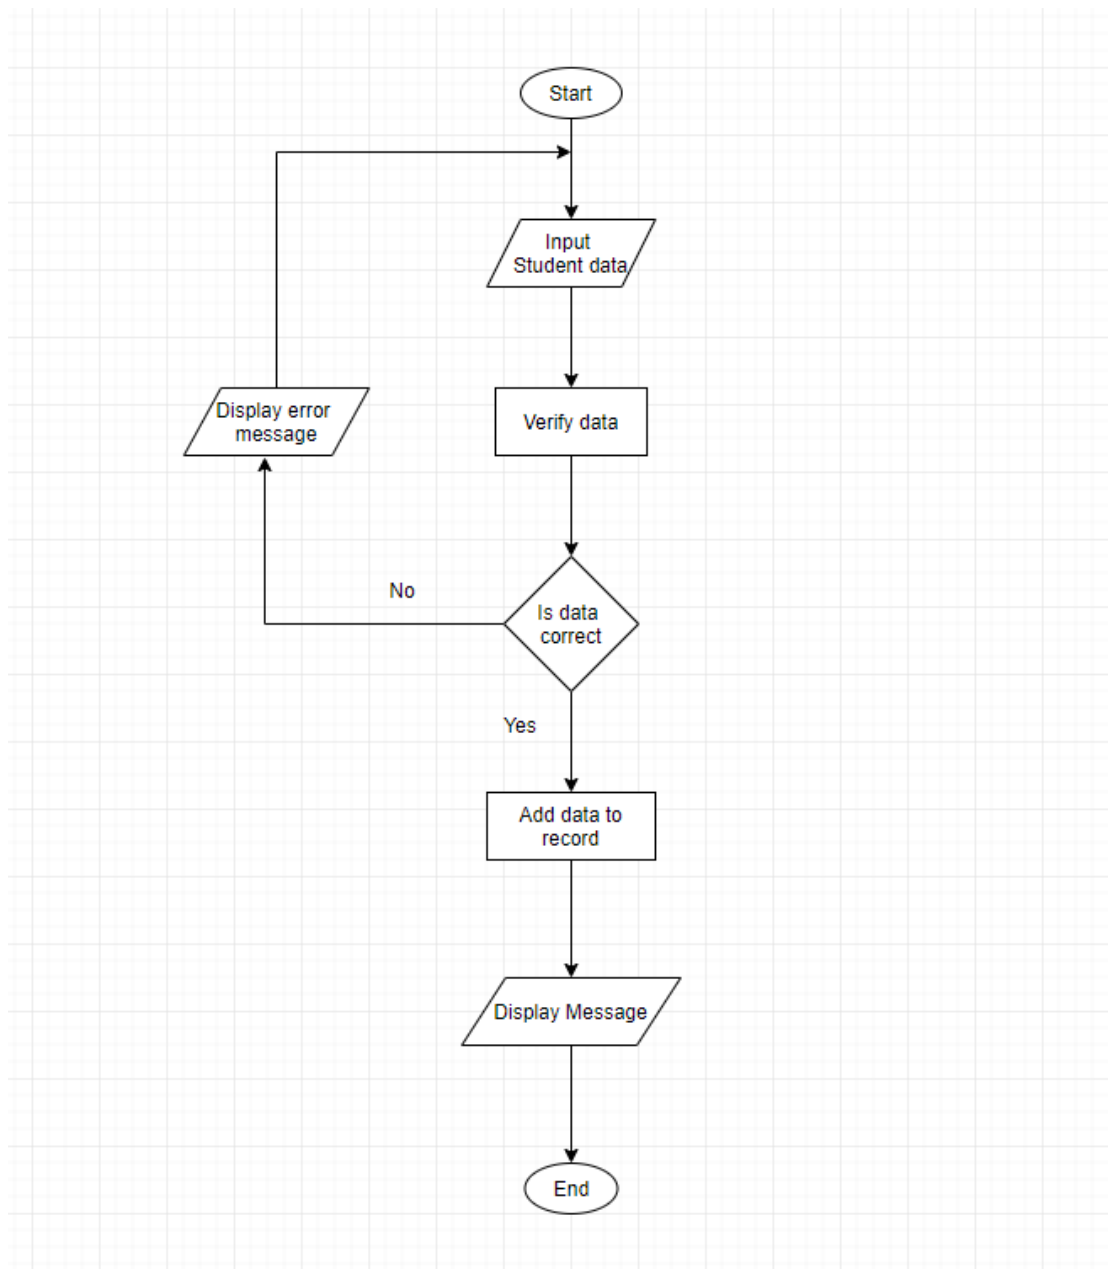 Start
Input
Student data
Display error
message
Verify data
No
Is data
correct
Yes
Add data to
record
Display Message
End